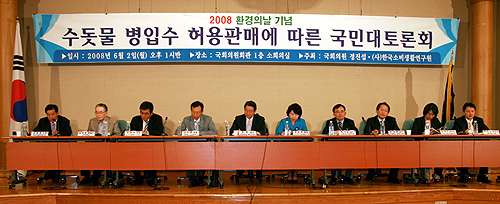 2008 환경의날 기념
수돗물 병입수 허용판매에 따른 국민대토론회
▶일시 : 2008년 6월 2일(월) 오후 1시반 ▶장소 : 국회의원회관 1층 소회의실 ▶주최 : 국회의원 정진섭 · (사)한국소비생활연구원